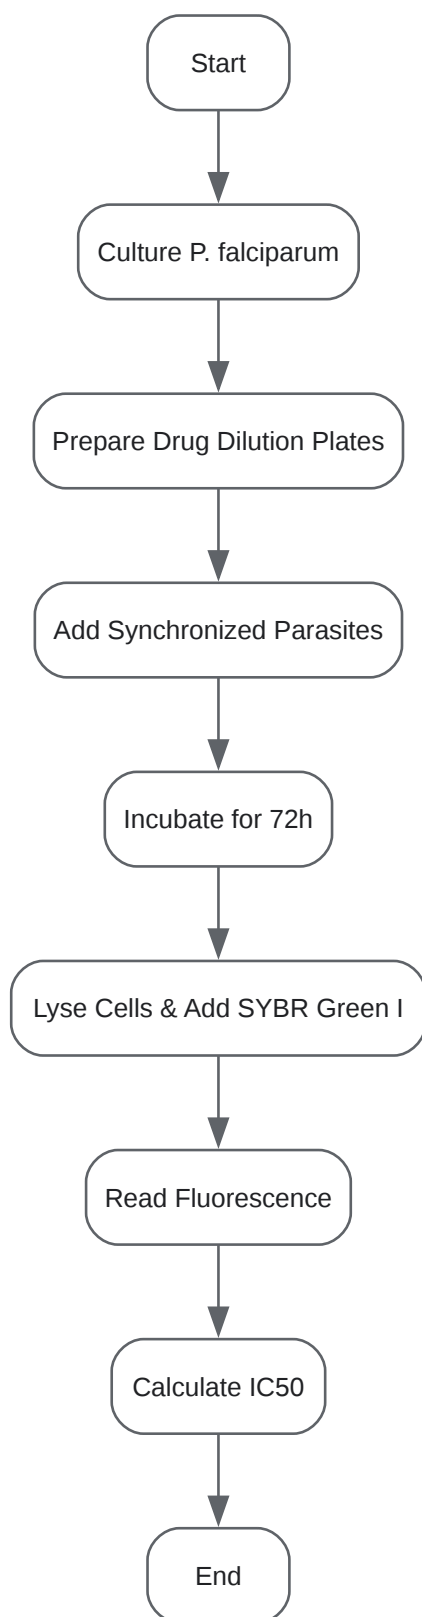 Start
Culture P. falciparum
Prepare Drug Dilution Plates
Add Synchronized Parasites
Incubate for 72h
Lyse Cells & Add SYBR Green I
Read Fluorescence
Calculate IC50
End